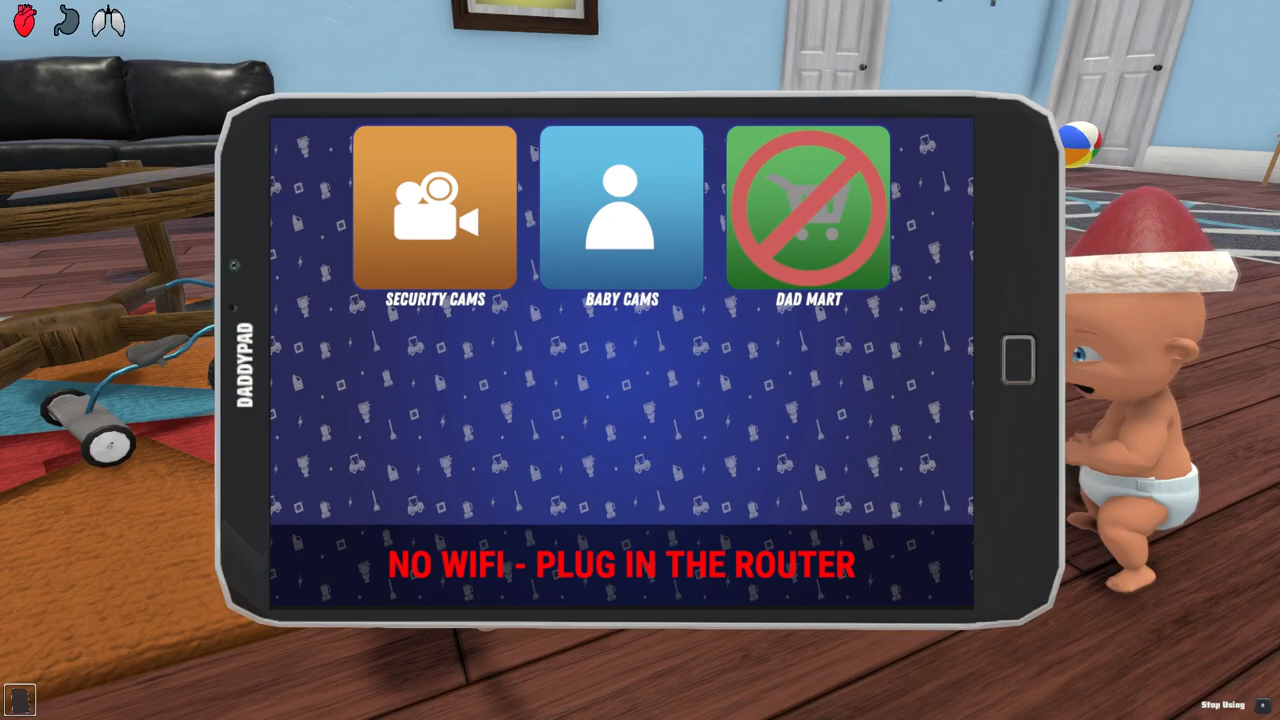 SECURITY CAMS
BABY CAMS
DAD MART
DADDYPAD
NO WIFI - PLUG IN THE ROUTER
Stop Using